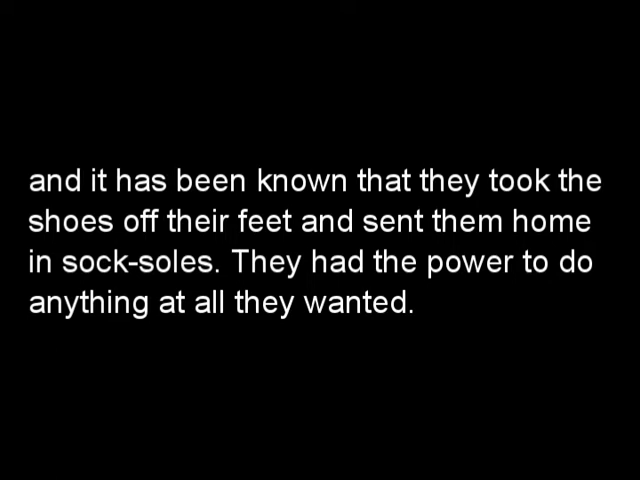 and it has been known that they took the
shoes off their feet and sent them home
in sock-soles. They had the power to do
anything at all they wanted.